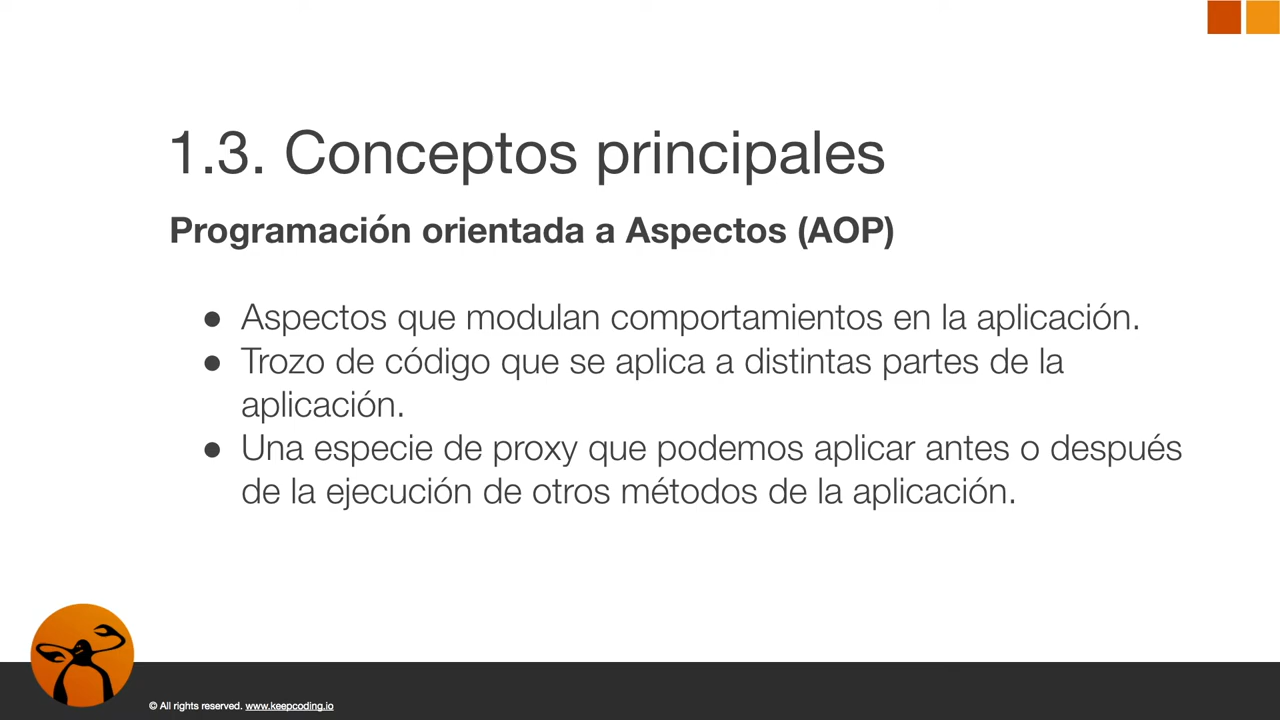 1.3. Conceptos principales
Programación orientada a Aspectos (AOP)
● Aspectos que modulan comportamientos en la aplicación.
● Trozo de código que se aplica a distintas partes de la
aplicación.
● Una especie de proxy que podemos aplicar antes o después
de la ejecución de otros métodos de la aplicación.
© All rights reserved. www.keepcoding.io